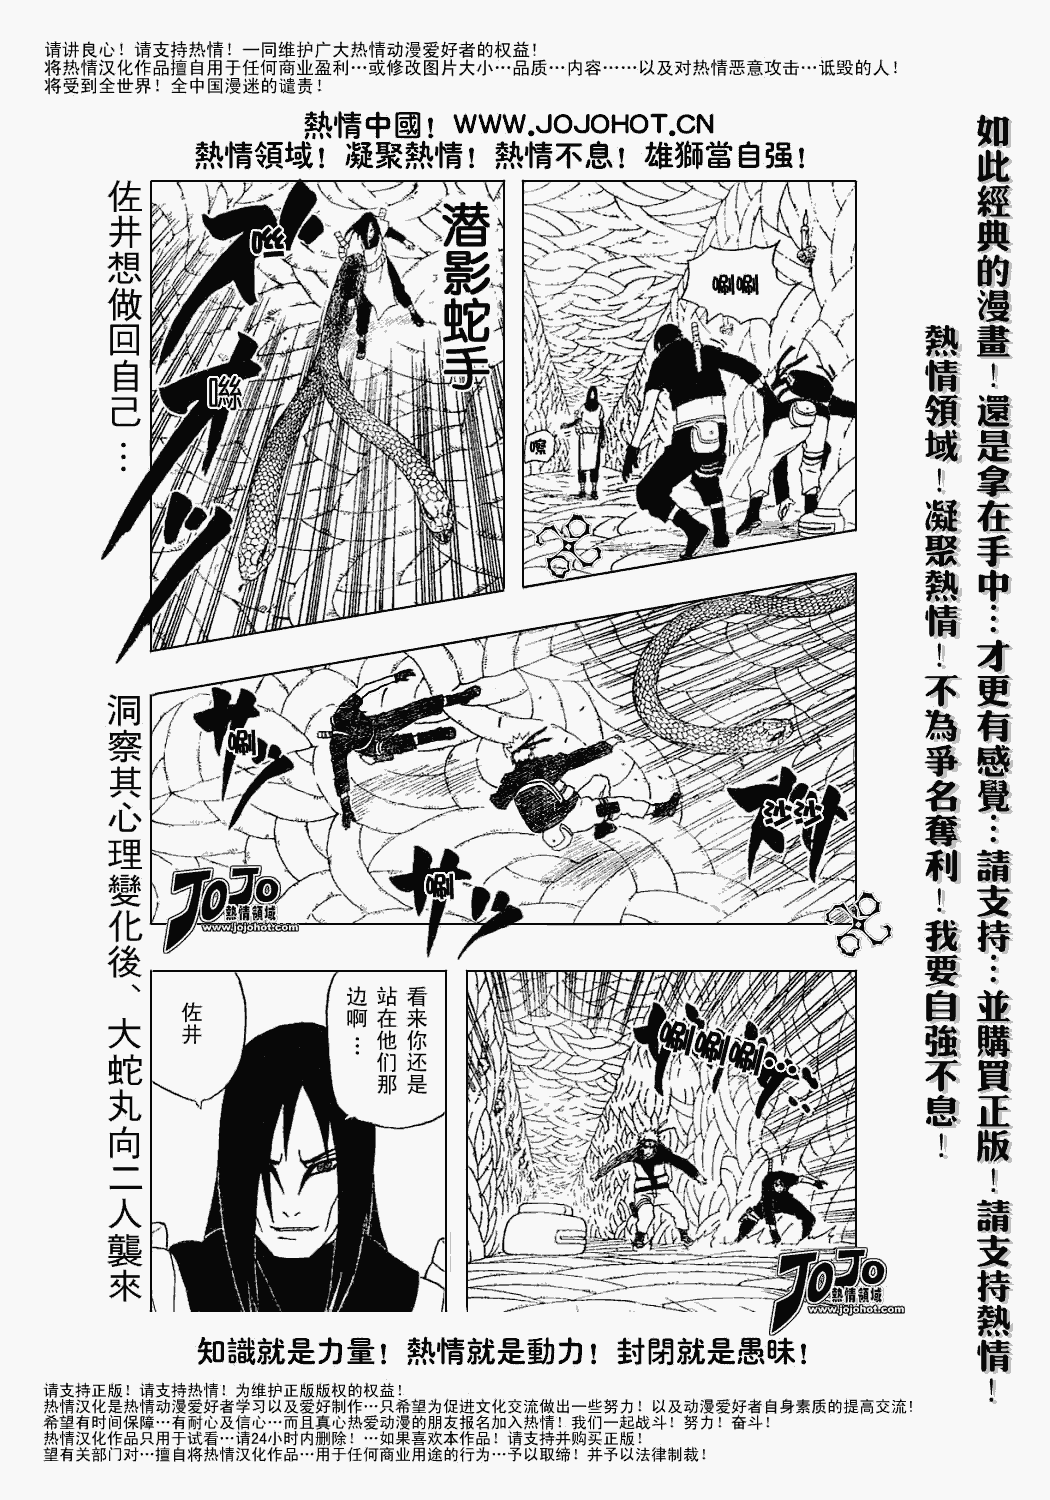 请讲良心！请支持热情！一同维护广大热情动漫爱好者的权益！
将热情汉化作品擅自用于任何商业盈利…或修改图片大小…品质…内容……以及对热情恶意攻击…诋毁的人！
将受到全世界！全中国漫迷的谴责！
熱情中國！WWW.JOJOHOT.CN
熱情領域！凝聚熱情！熱情不息！雄獅當自强！
如此經典的漫畫！還是拿在手中…才更有感覺…請支持…並購買正版！請支持熱情！
熱情領域！凝聚熱情！不為爭名奪利！我要自強不息！
嚓
潜影蛇手
噝
佐井想做回自己…
沙沙
JOJO
熱情領域
www.jojohot.com
洞察其心理變化後、大蛇丸向二人襲來
看来你还是
站在他们那
边啊…
佐井
JOJO
熱情領域
www.jojohot.com
知識就是力量！熱情就是動力！封閉就是愚昧！
请支持正版！请支持热情！为维护正版版权的权益！
热情汉化是热情动漫爱好者学习以及爱好制作…只希望为促进文化交流做出一些努力！以及动漫爱好者自身素质的提高交流！
希望有时间保障…有耐心及信心…而且真心热爱动漫的朋友报名加入热情！我们一起战斗！努力！奋斗！
热情汉化作品只用于试看…请24小时内删除！…如果喜欢本作品！请支持并购买正版！
望有关部门对…擅自将热情汉化作品…用于任何商业用途的行为…予以取缔！并予以法律制裁！